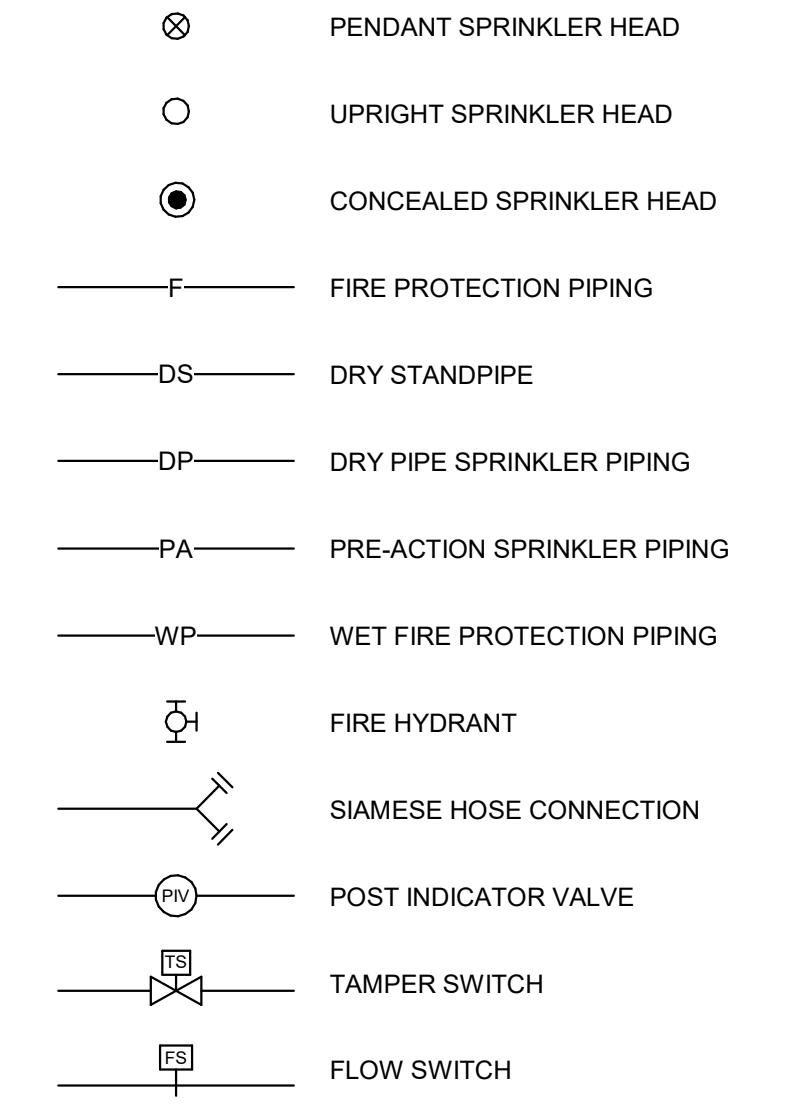 PENDANT SPRINKLER HEAD
UPRIGHT SPRINKLER HEAD
CONCEALED SPRINKLER HEAD
F FIRE PROTECTION PIPING
DS DRY STANDPIPE
DP DRY PIPE SPRINKLER PIPING
PA PRE-ACTION SPRINKLER PIPING
WP WET FIRE PROTECTION PIPING
FIRE HYDRANT
SIAMESE HOSE CONNECTION
PIV POST INDICATOR VALVE
TS TAMPER SWITCH
FS FLOW SWITCH